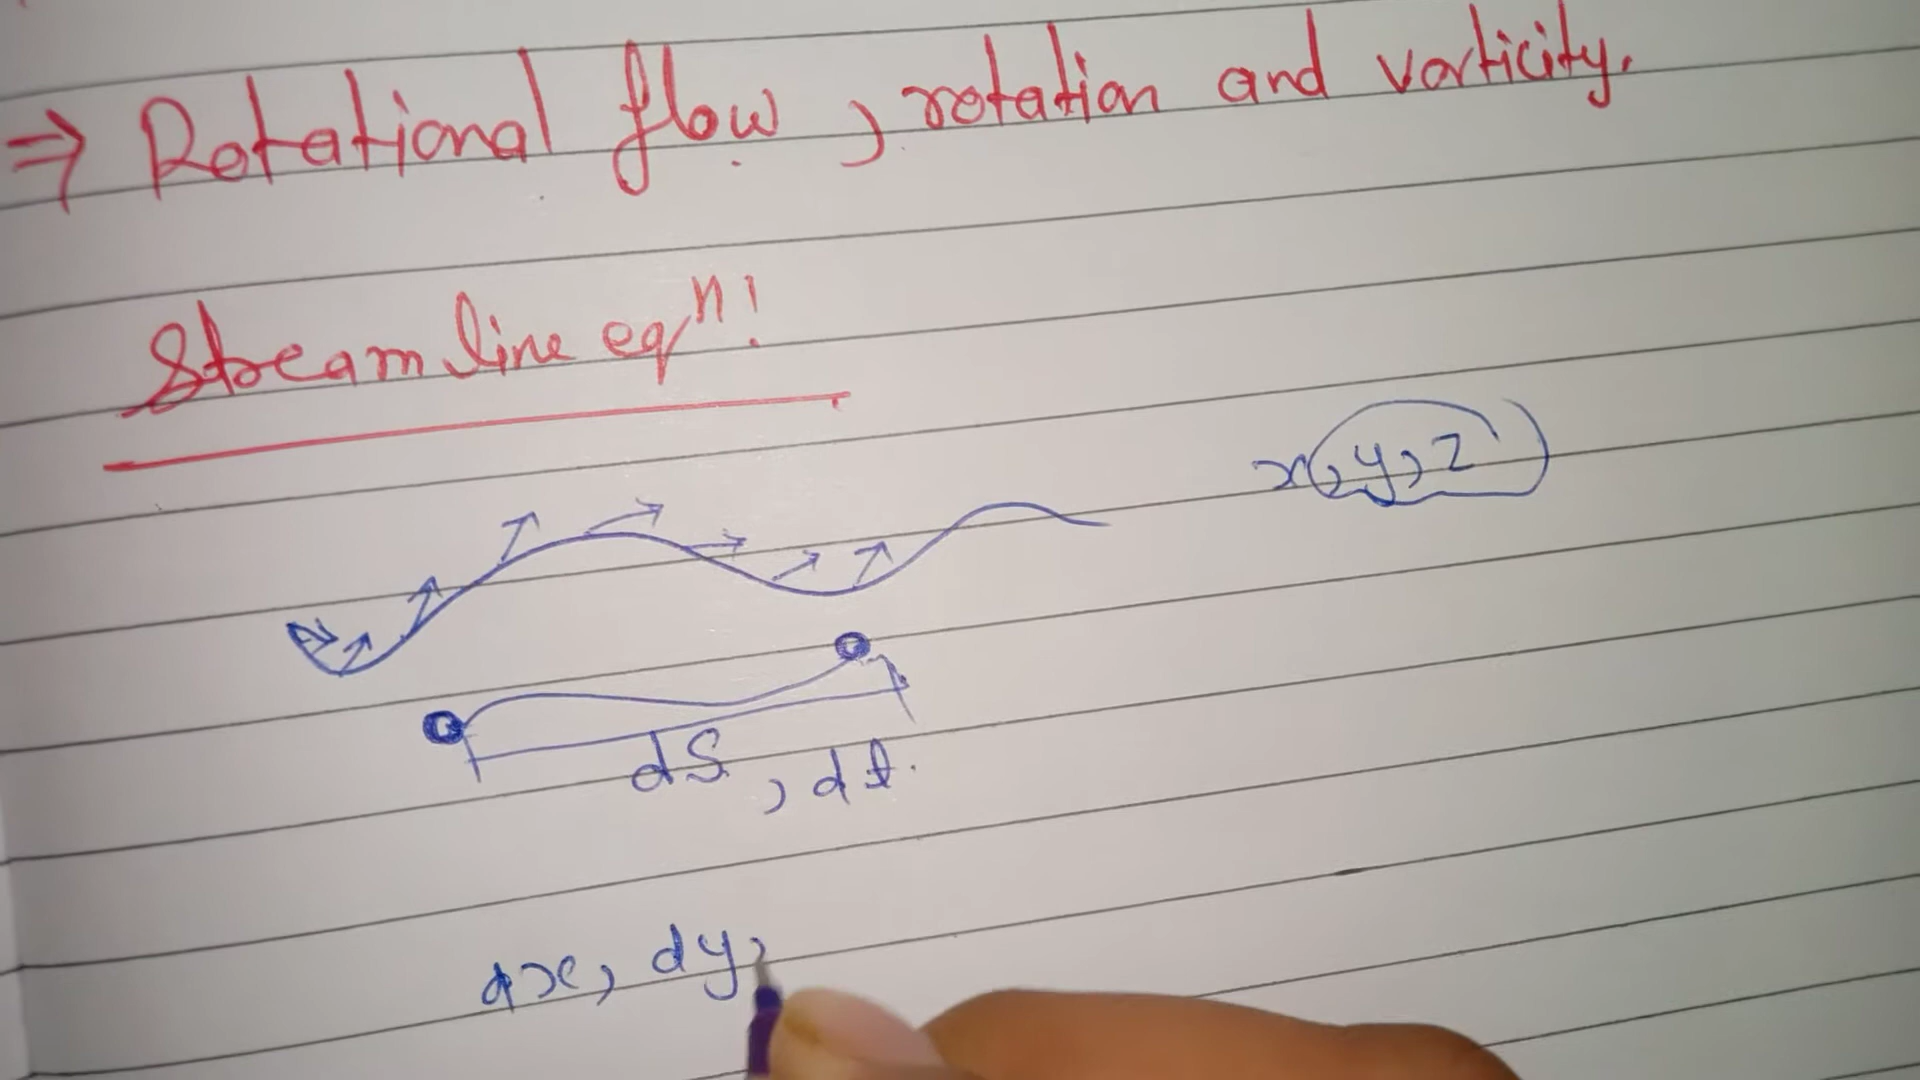 ⇒ Rotational flow, rotation and vorticity.
Stream line eqⁿ!
x,y,z
ds, dt.
dx, dy,